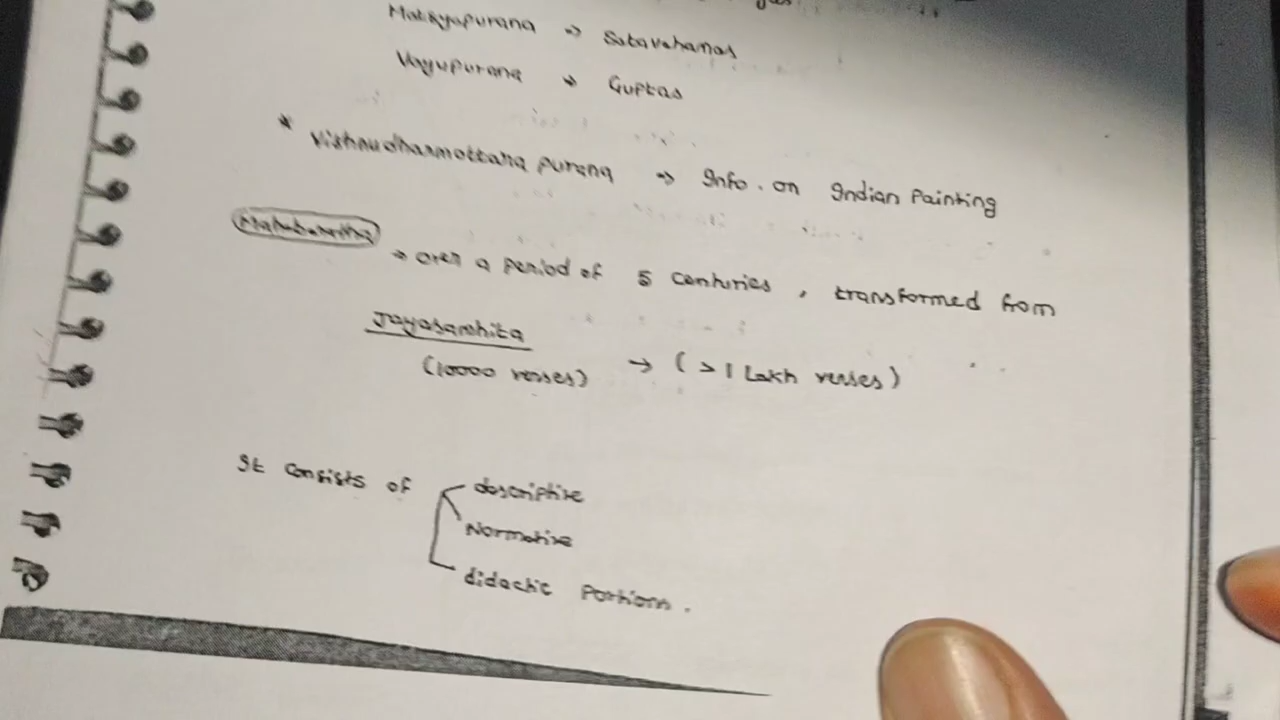 Matsyapurana → Satavahanas
Vayupurana → Guptas
* Vishnudharmottara purana → Info. on Indian Painting
Mahabharatha
→ over a period of 5 centuries, transformed from
Jayasamhita
(10000 verses) → (>1 Lakh verses)
It consists of descriptive
Normative
didactic Portions.